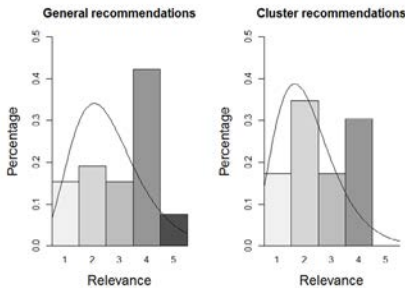 General recommendations
Cluster recommendations
0.5
0.4
0.3
0.2
0.1
0.0
Percentage
1 2 3 4 5
Relevance
0.5
0.4
0.3
0.2
0.1
0.0
Percentage
1 2 3 4 5
Relevance